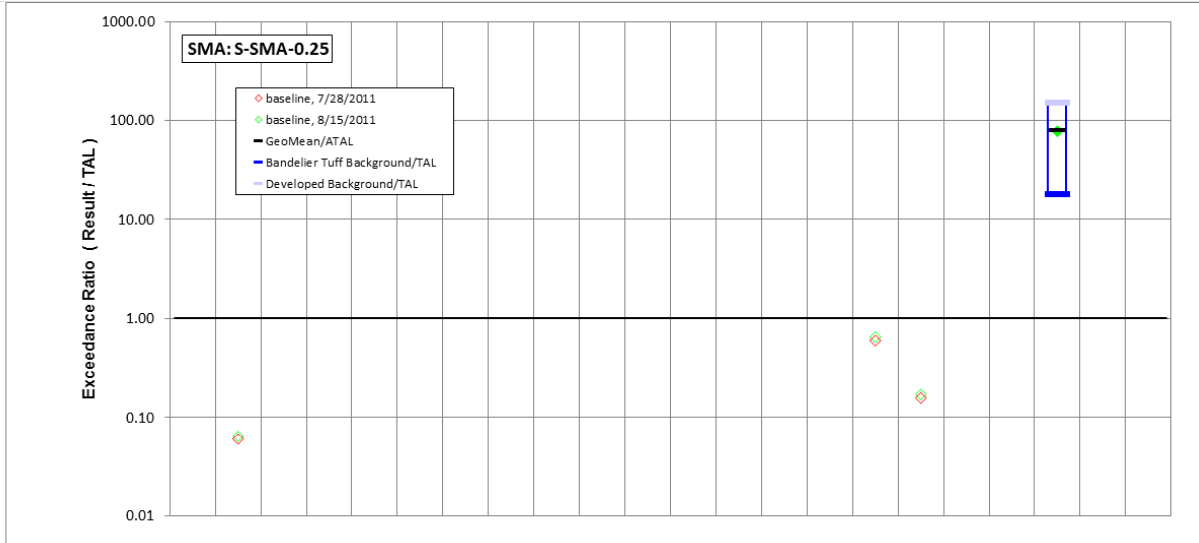 SMA: S-SMA-0.25
baseline, 7/28/2011
baseline, 8/15/2011
GeoMean/ATAL
Bandelier Tuff Background/TAL
Developed Background/TAL
Exceedance Ratio ( Result / TAL )
1000.00
100.00
10.00
1.00
0.10
0.01